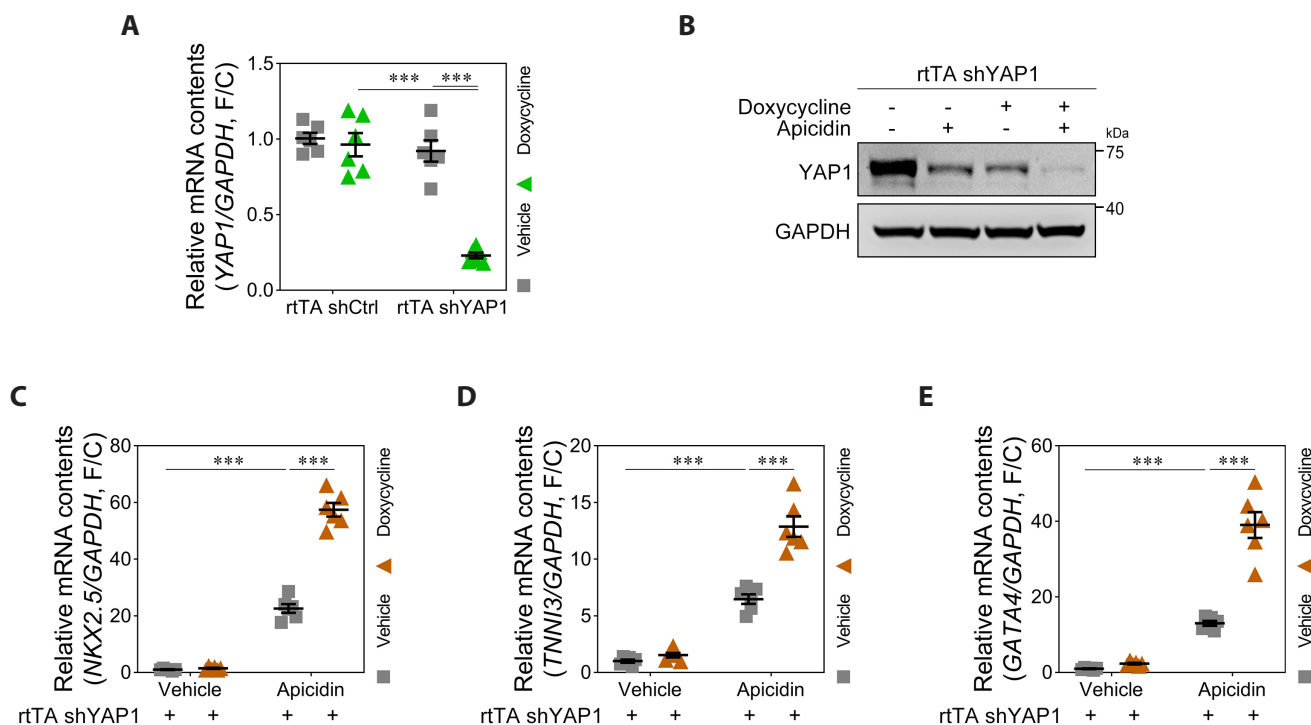 A
Relative mRNA contents
(YAP1/GAPDH, F/C)
1.5
1.0
0.5
0.0
*** ***
rtTA shCtrl rtTA shYAP1
Vehicle Doxycycline
B
rtTA shYAP1
Doxycycline - - + +
Apicidin - + - +
kDa
YAP1
75
GAPDH
40
C
Relative mRNA contents
(NKX2.5/GAPDH, F/C)
80
60
40
20
0
*** ***
Vehicle Apicidin
rtTA shYAP1 + + + +
Vehicle Doxycycline
D
Relative mRNA contents
(TNNI3/GAPDH, F/C)
20
15
10
5
0
*** ***
Vehicle Apicidin
rtTA shYAP1 + + + +
Vehicle Doxycycline
E
Relative mRNA contents
(GATA4/GAPDH, F/C)
60
40
20
0
*** ***
Vehicle Apicidin
rtTA shYAP1 + + + +
Vehicle Doxycycline